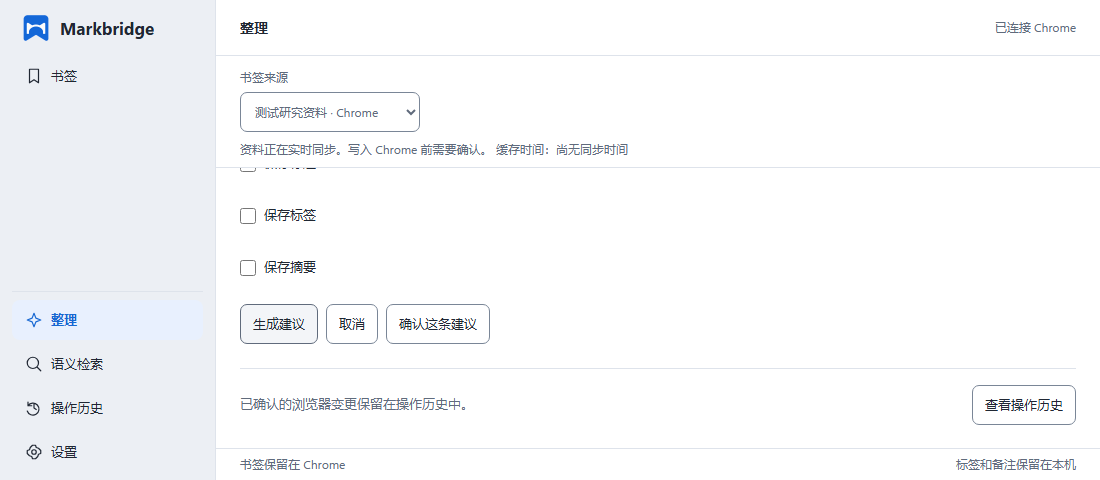 Markbridge
书签
整理
语义检索
操作历史
设置
整理
已连接 Chrome
书签来源
测试研究资料 · Chrome
资料正在实时同步。写入 Chrome 前需要确认。 缓存时间：尚无同步时间
保存标签
保存摘要
生成建议
取消
确认这条建议
已确认的浏览器变更保留在操作历史中。
查看操作历史
书签保留在 Chrome
标签和备注保留在本机